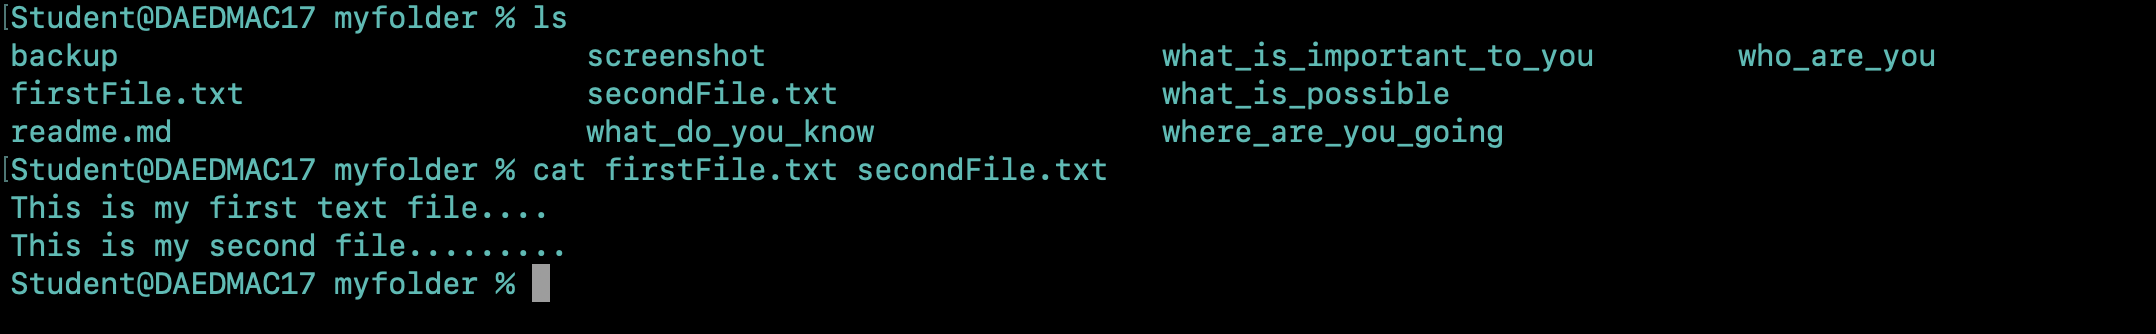 [Student@DAEDMAC17 myfolder % ls
backup screenshot what_is_important_to_you who_are_you
firstFile.txt secondFile.txt what_is_possible
readme.md what_do_you_know where_are_you_going
[Student@DAEDMAC17 myfolder % cat firstFile.txt secondFile.txt
This is my first text file....
This is my second file.........
Student@DAEDMAC17 myfolder %